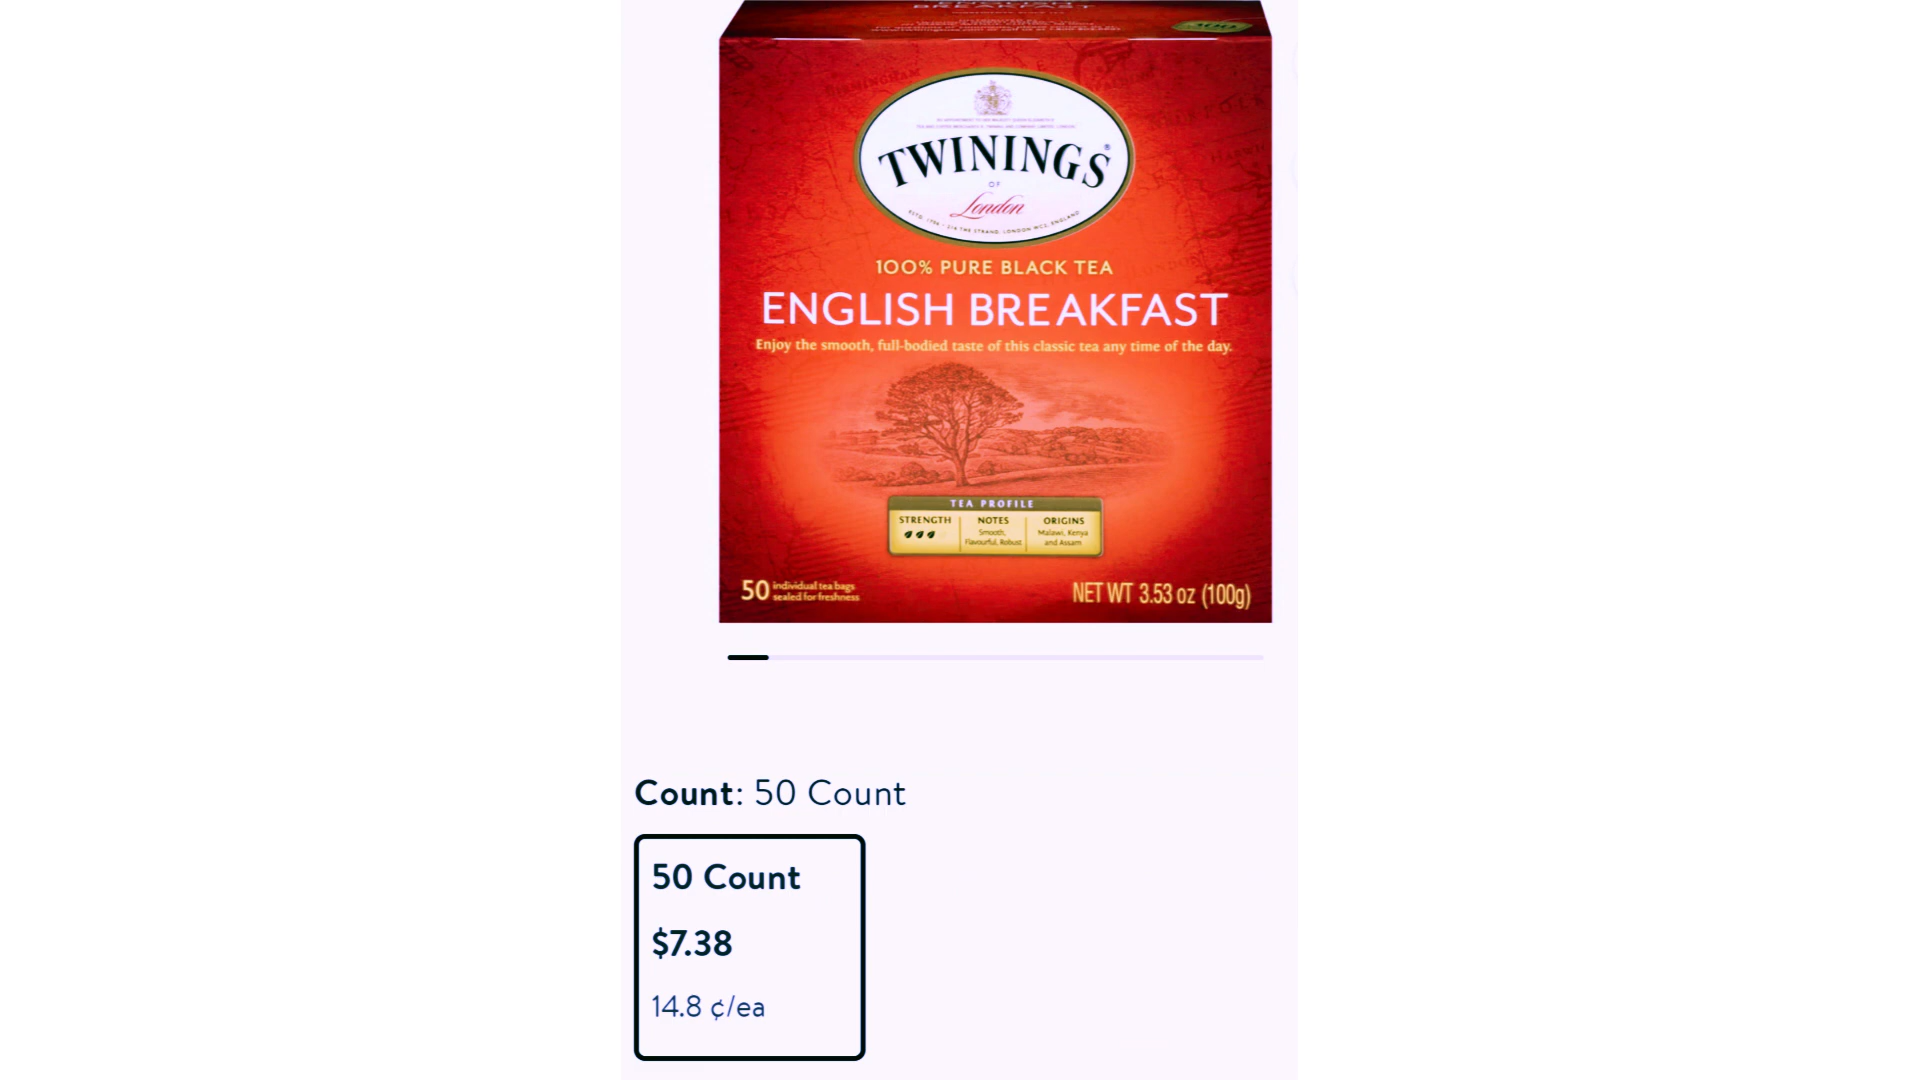 BREAKFAST
TWININGS®
OF
London
100% PURE BLACK TEA
ENGLISH BREAKFAST
Enjoy the smooth, full-bodied taste of this classic tea any time of the day.
TEA PROFILE
STRENGTH NOTES ORIGINS
Smooth, Malawi, Kenya
Flavourful, Robust and Assam
50 individual tea bags
sealed for freshness
NET WT 3.53 oz (100g)
Count: 50 Count
50 Count
$7.38
14.8 ¢/ea